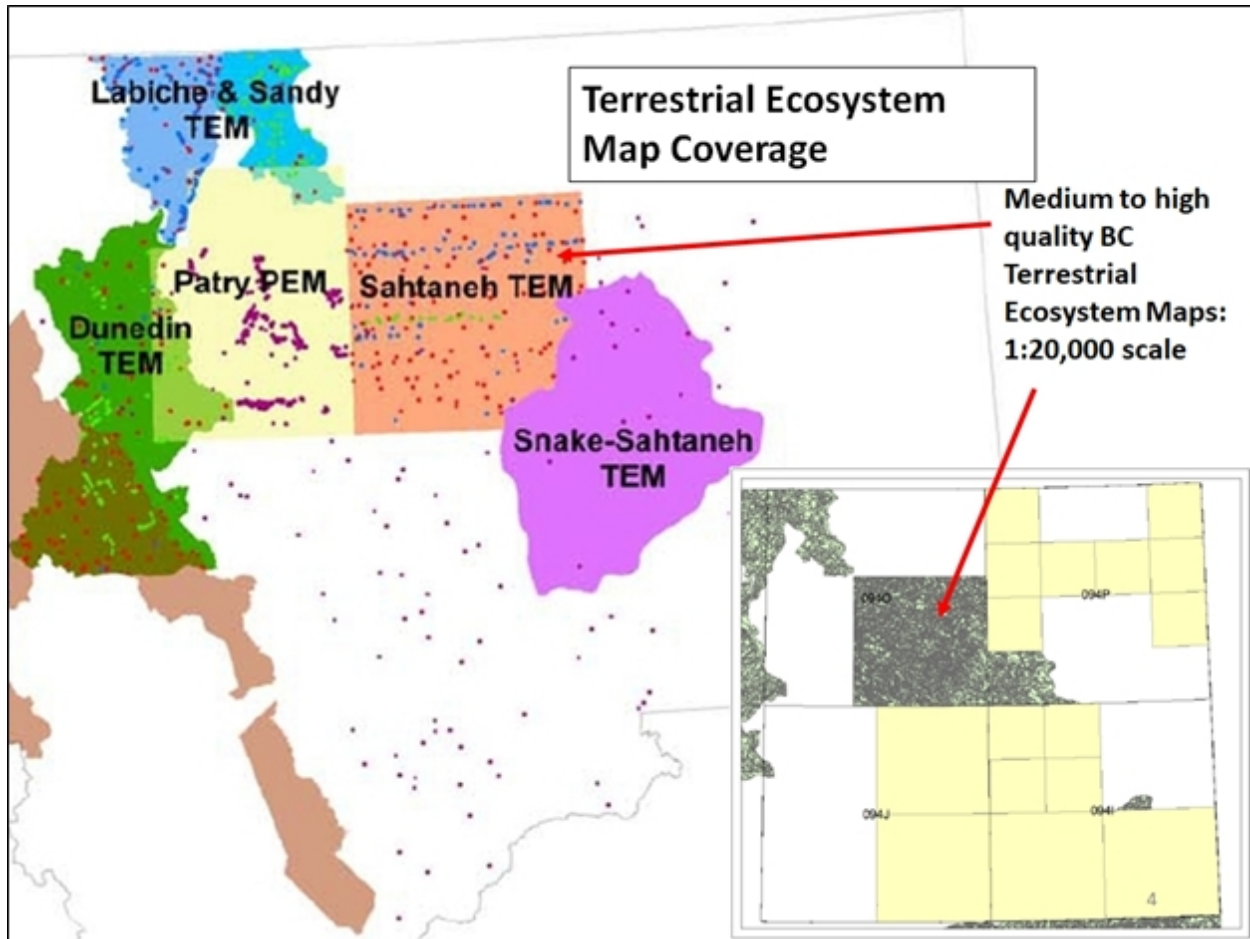 Labiche & Sandy
TEM
Terrestrial Ecosystem
Map Coverage
Medium to high
quality BC
Terrestrial
Ecosystem Maps:
1:20,000 scale
Patry PEM
Sahtaneh TEM
Dunedin
TEM
Snake-Sahtaneh
TEM
094O
094P
094J
094I
4